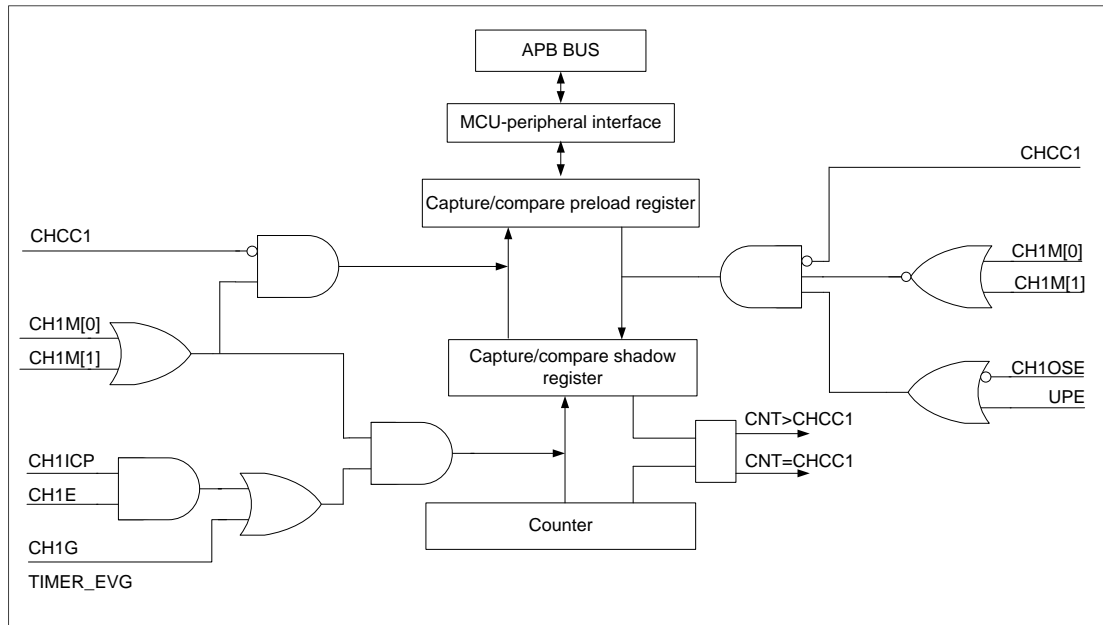 APB BUS
MCU-peripheral interface
CHCC1
Capture/compare preload register
CHCC1
CH1M[0]
CH1M[1]
CH1M[0]
CH1M[1]
Capture/compare shadow
register
CH1OSE
UPE
CNT>CHCC1
CNT=CHCC1
CH1ICP
CH1E
Counter
CH1G
TIMER_EVG